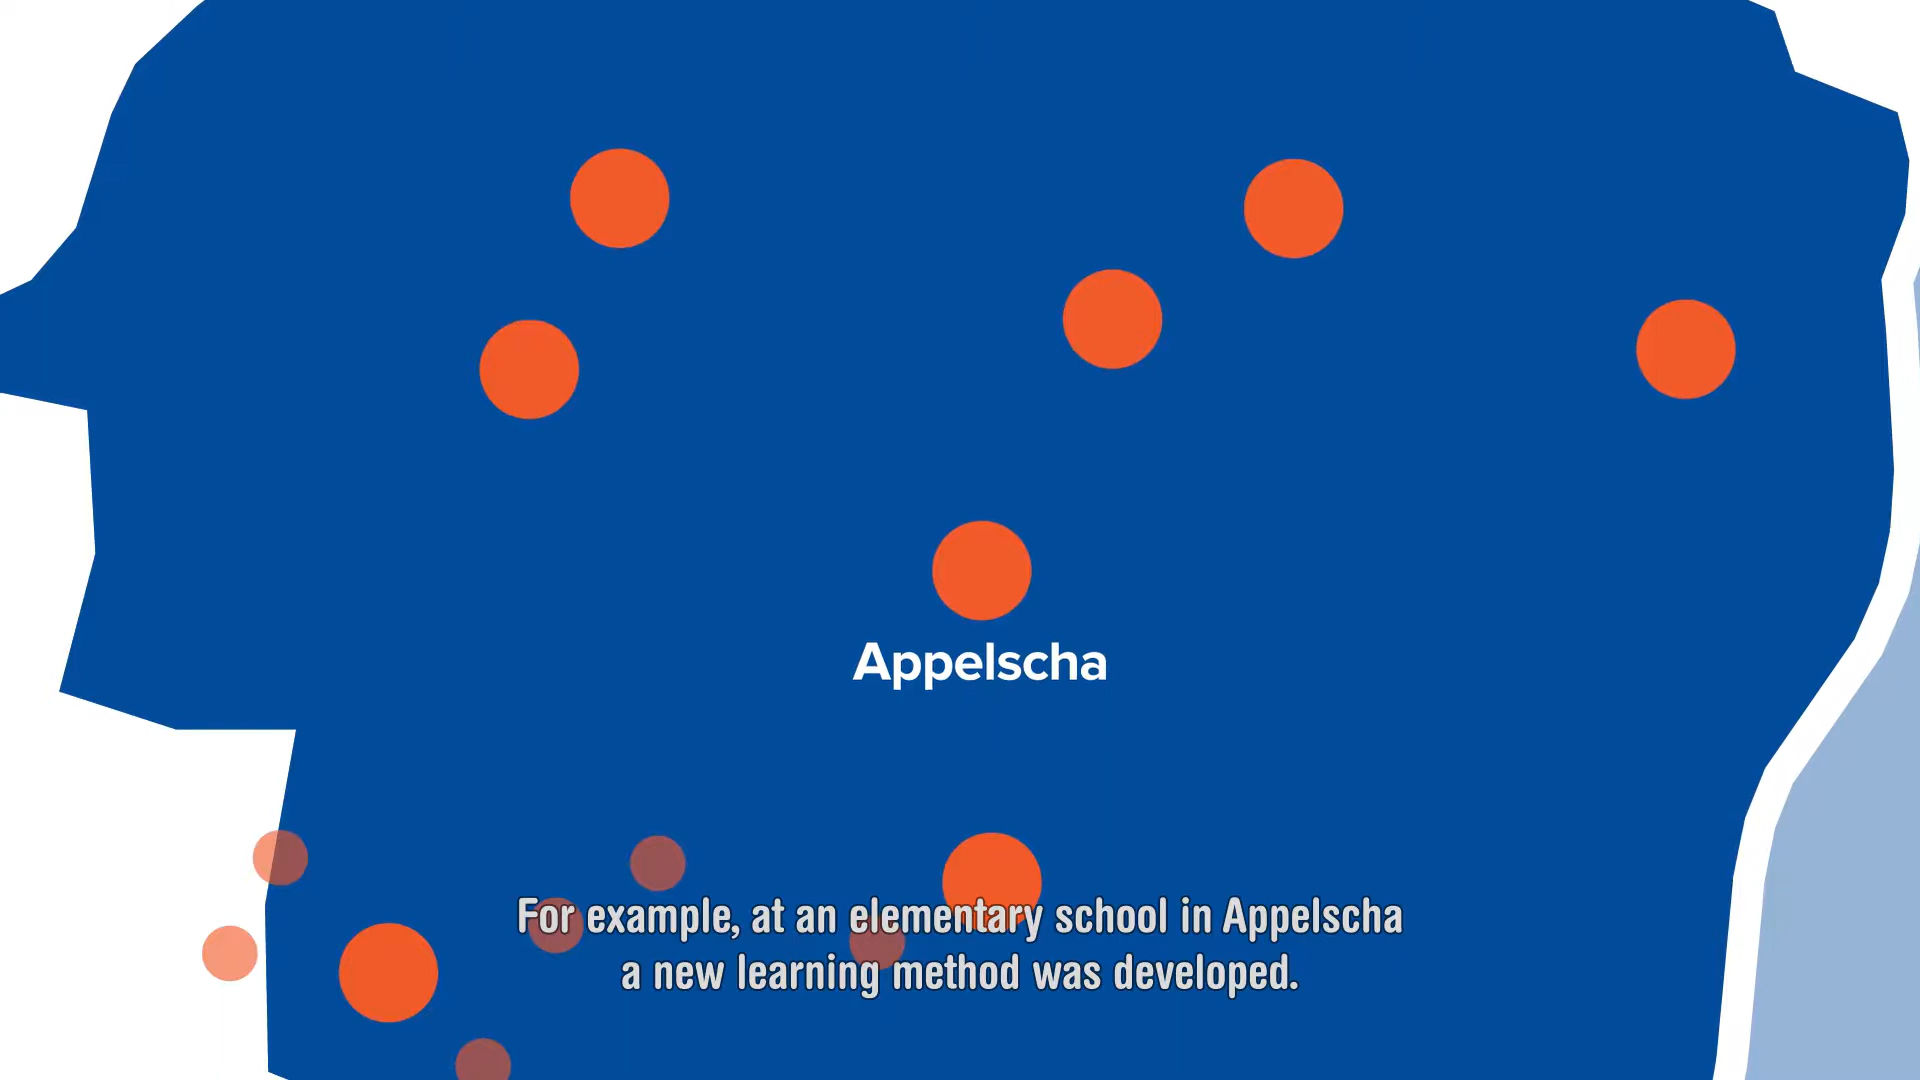 Appelscha
For example, at an elementary school in Appelscha
a new learning method was developed.